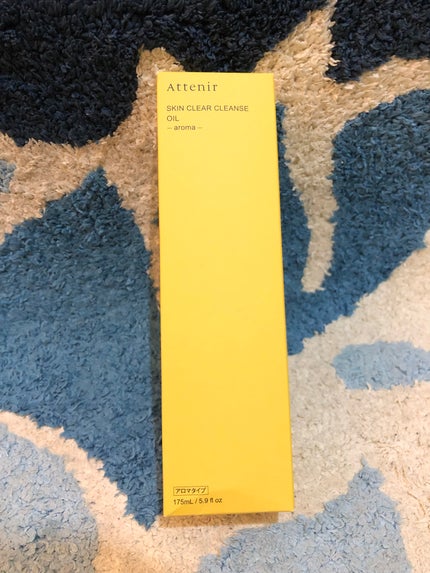 Attenir
SKIN CLEAR CLEANSE
OIL
– aroma –
アロマタイプ
175mL / 5.9 fl oz